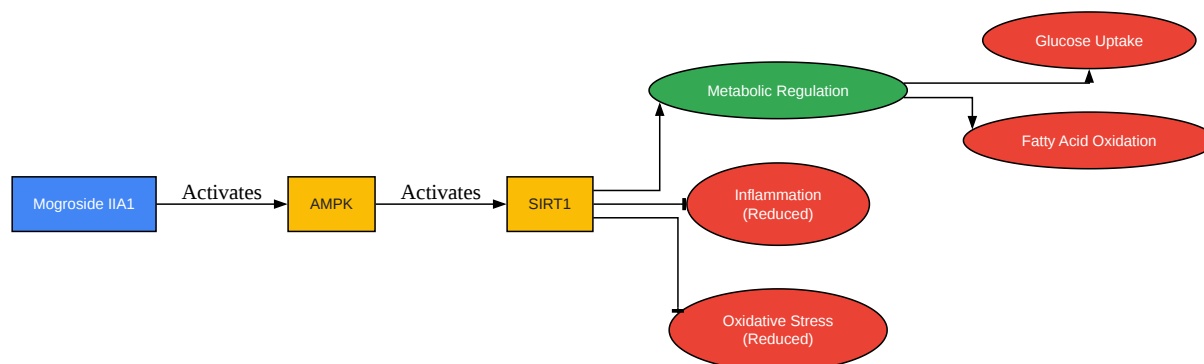 Glucose Uptake
Metabolic Regulation
Fatty Acid Oxidation
Mogroside IIA1
Activates
AMPK
Activates
SIRT1
Inflammation
(Reduced)
Oxidative Stress
(Reduced)